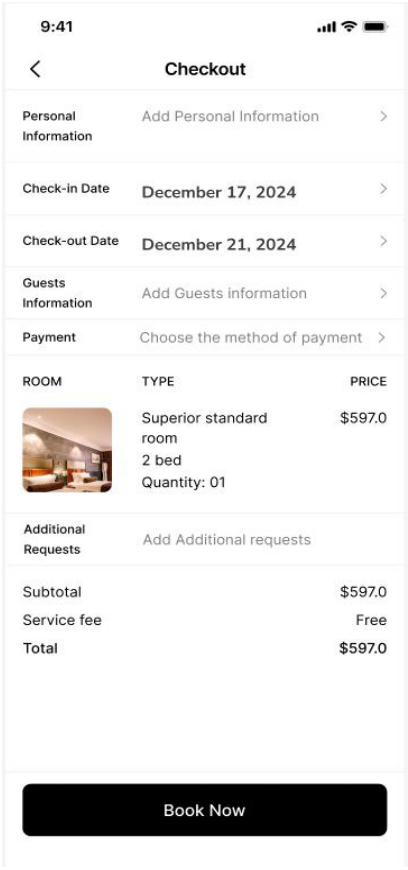 9:41
Checkout
Personal
Information
Add Personal Information
Check-in Date
December 17, 2024
Check-out Date
December 21, 2024
Guests
Information
Add Guests information
Payment
Choose the method of payment
ROOM TYPE PRICE
Superior standard
room
$597.0
2 bed
Quantity: 01
Additional
Requests
Add Additional requests
Subtotal $597.0
Service fee Free
Total $597.0
Book Now